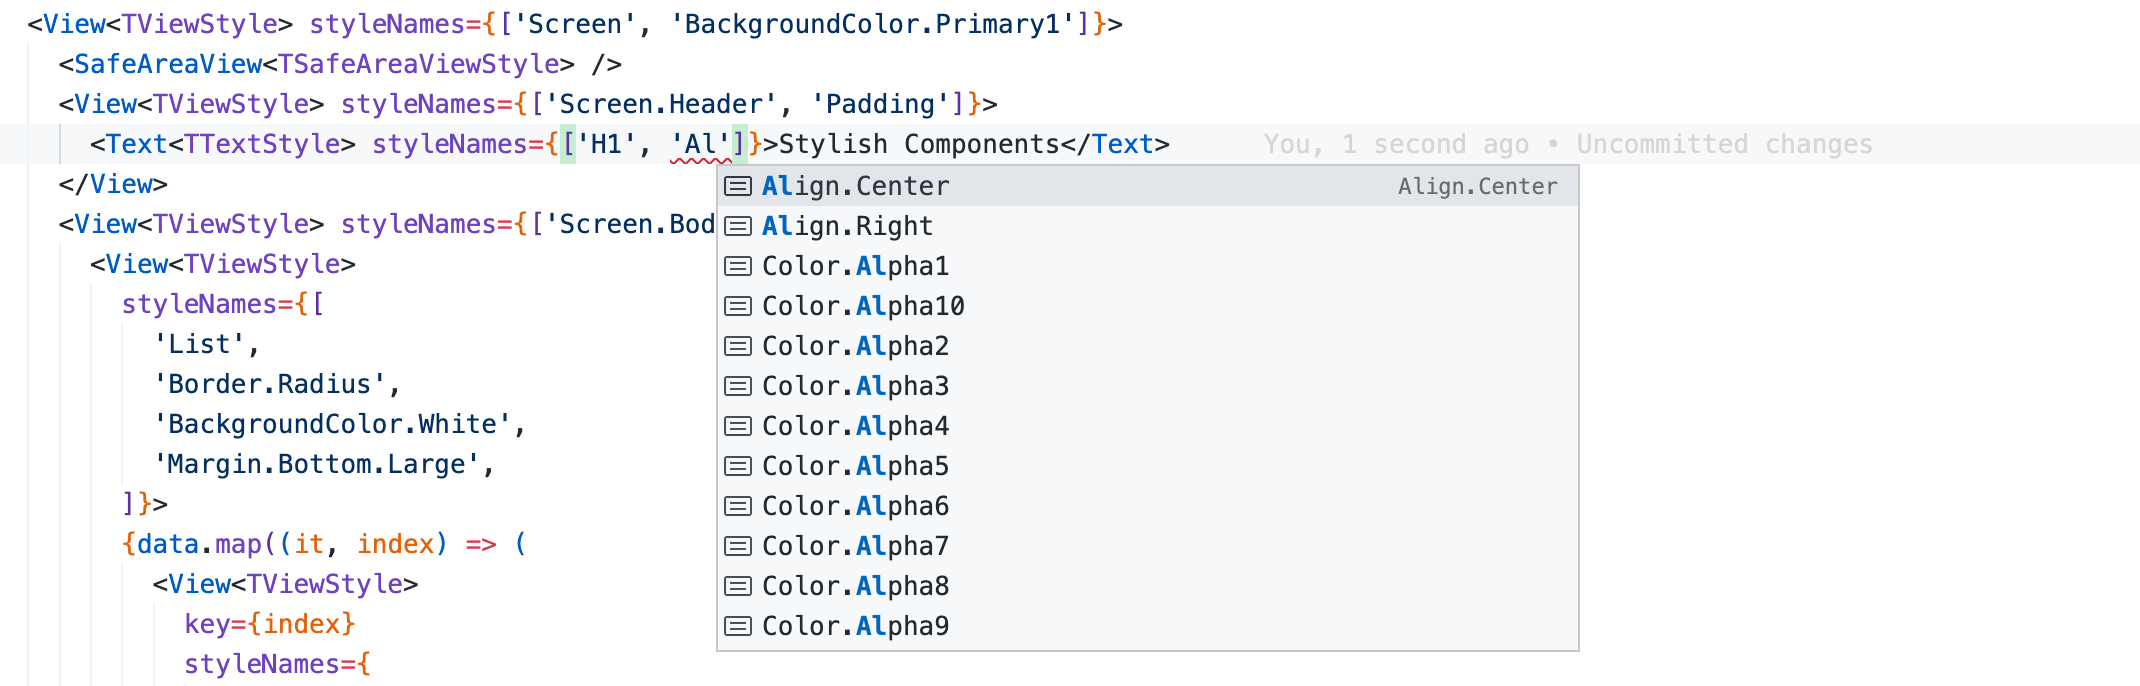 <View<TViewStyle> styleNames={['Screen', 'BackgroundColor.Primary1']}>
<SafeAreaView<TSafeAreaViewStyle> />
<View<TViewStyle> styleNames={['Screen.Header', 'Padding']}>
<Text<TTextStyle> styleNames={['H1', 'Al']}>Stylish Components</Text> You, 1 second ago • Uncommitted changes
</View>
<View<TViewStyle> styleNames={['Screen.Bod
<View<TViewStyle>
styleNames={[
'List',
'Border.Radius',
'BackgroundColor.White',
'Margin.Bottom.Large',
]}>
{data.map((it, index) => (
<View<TViewStyle>
key={index}
styleNames={
Align.Center Align.Center
Align.Right
Color.Alpha1
Color.Alpha10
Color.Alpha2
Color.Alpha3
Color.Alpha4
Color.Alpha5
Color.Alpha6
Color.Alpha7
Color.Alpha8
Color.Alpha9